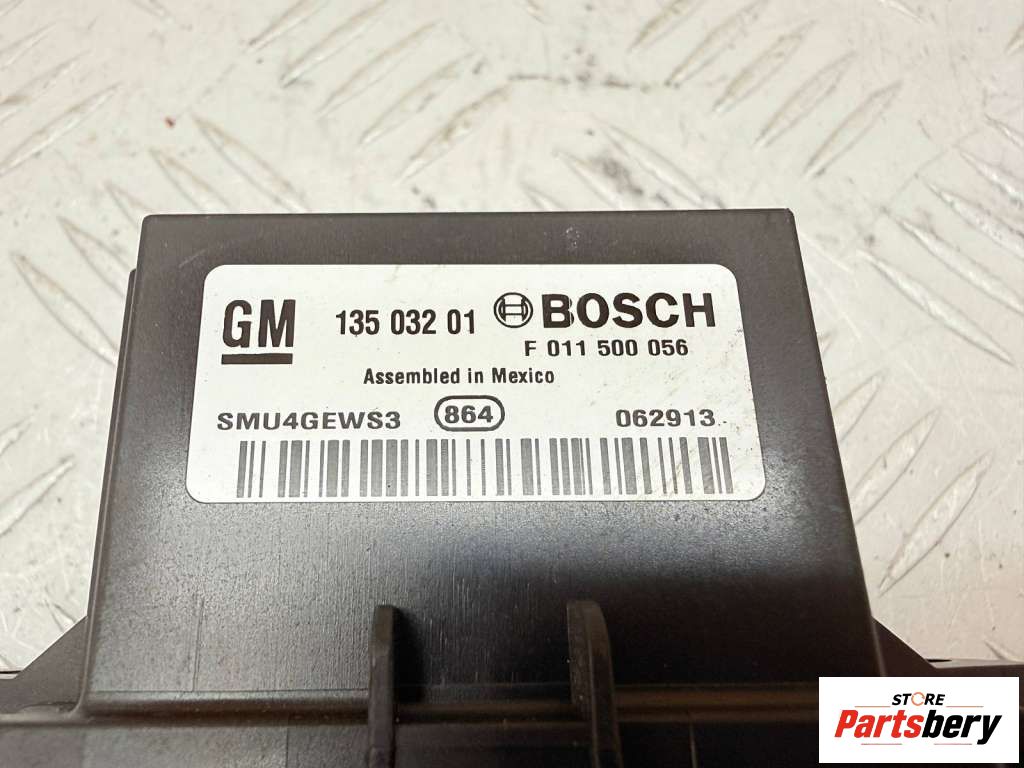 GM 135 032 01 BOSCH
F 011 500 056
Assembled in Mexico
SMU4GEWS3 864 062913
STORE
Partsbery